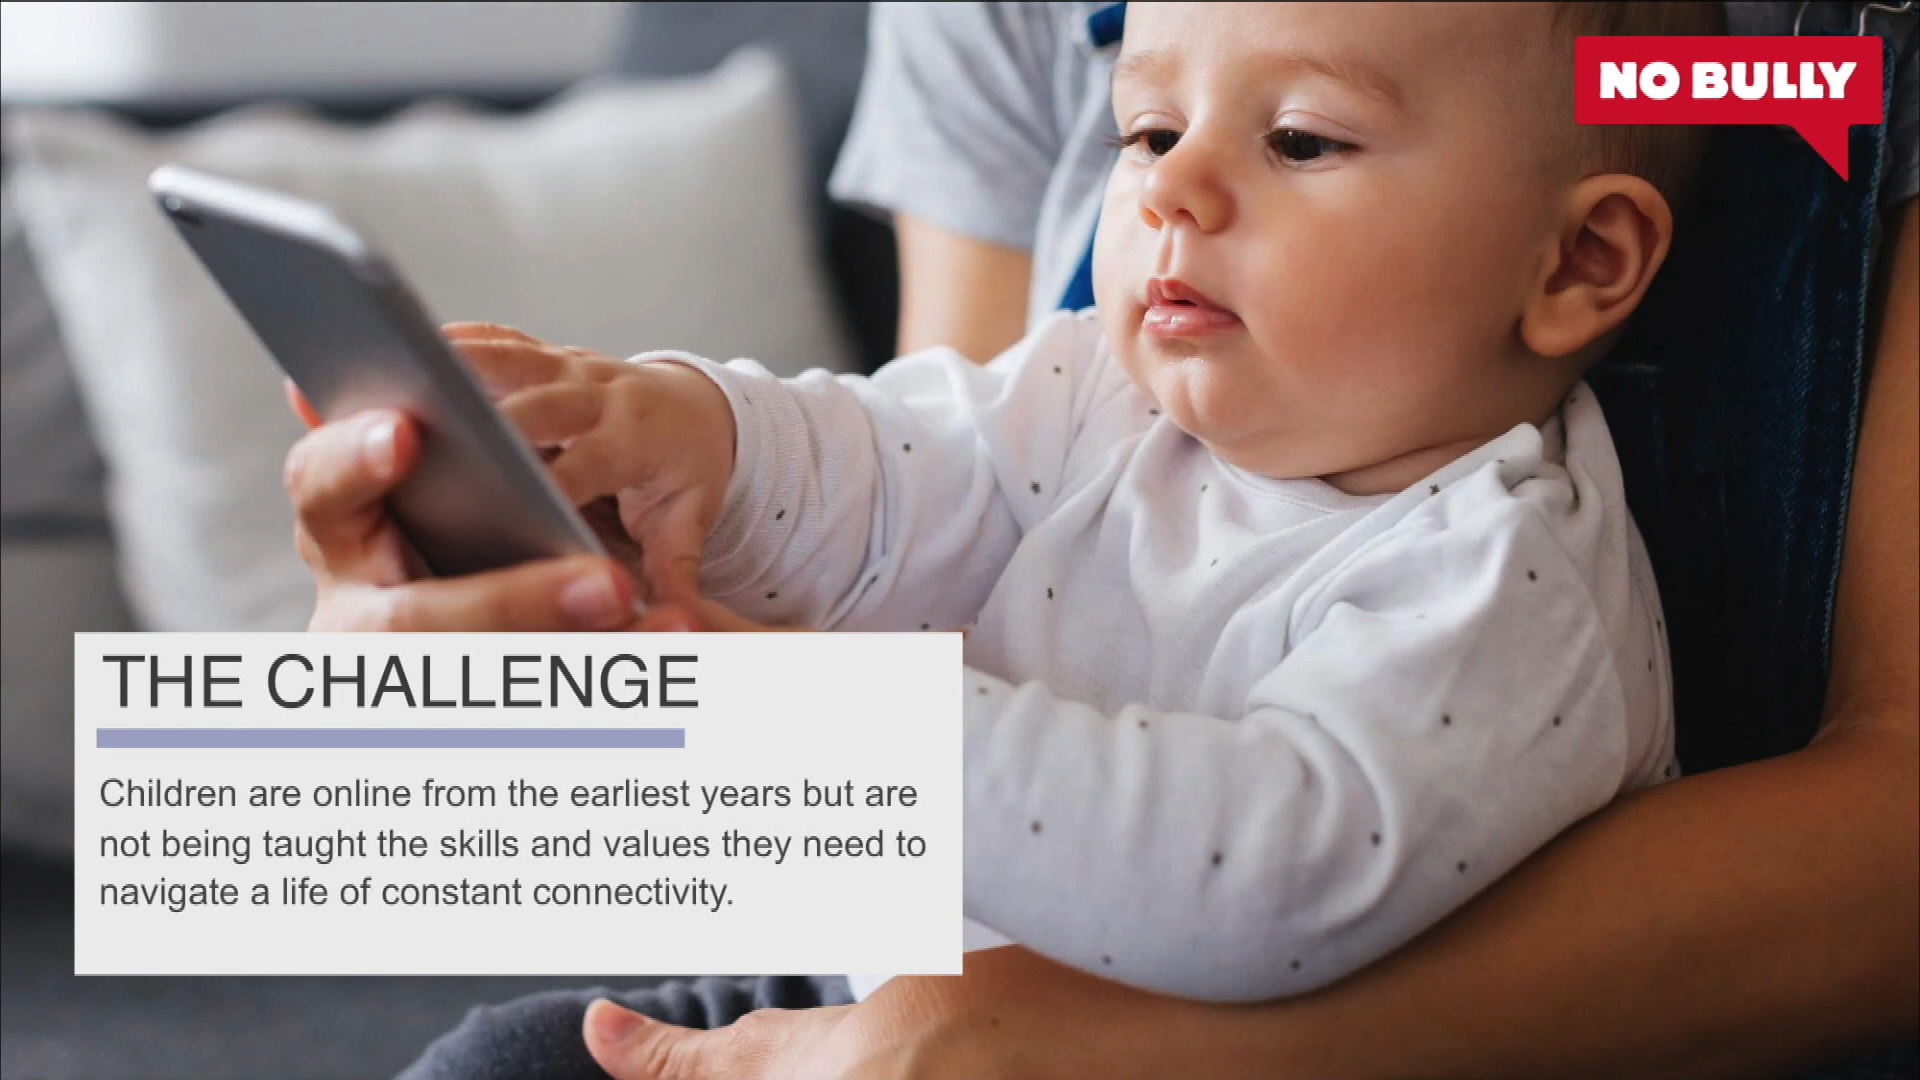 NO BULLY
THE CHALLENGE
Children are online from the earliest years but are
not being taught the skills and values they need to
navigate a life of constant connectivity.